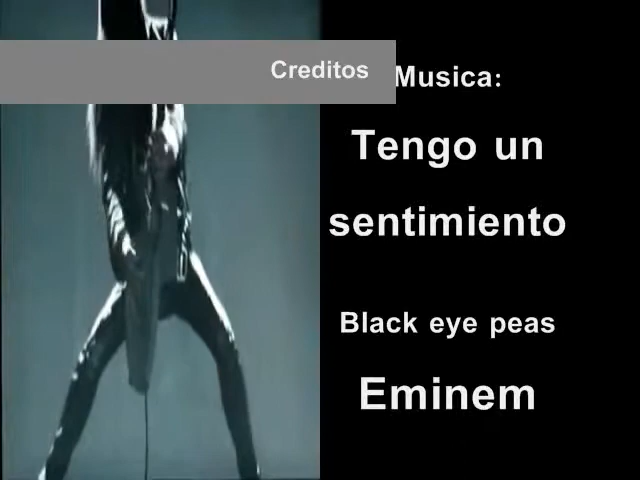 Creditos
Musica:
Tengo un
sentimiento
Black eye peas
Eminem